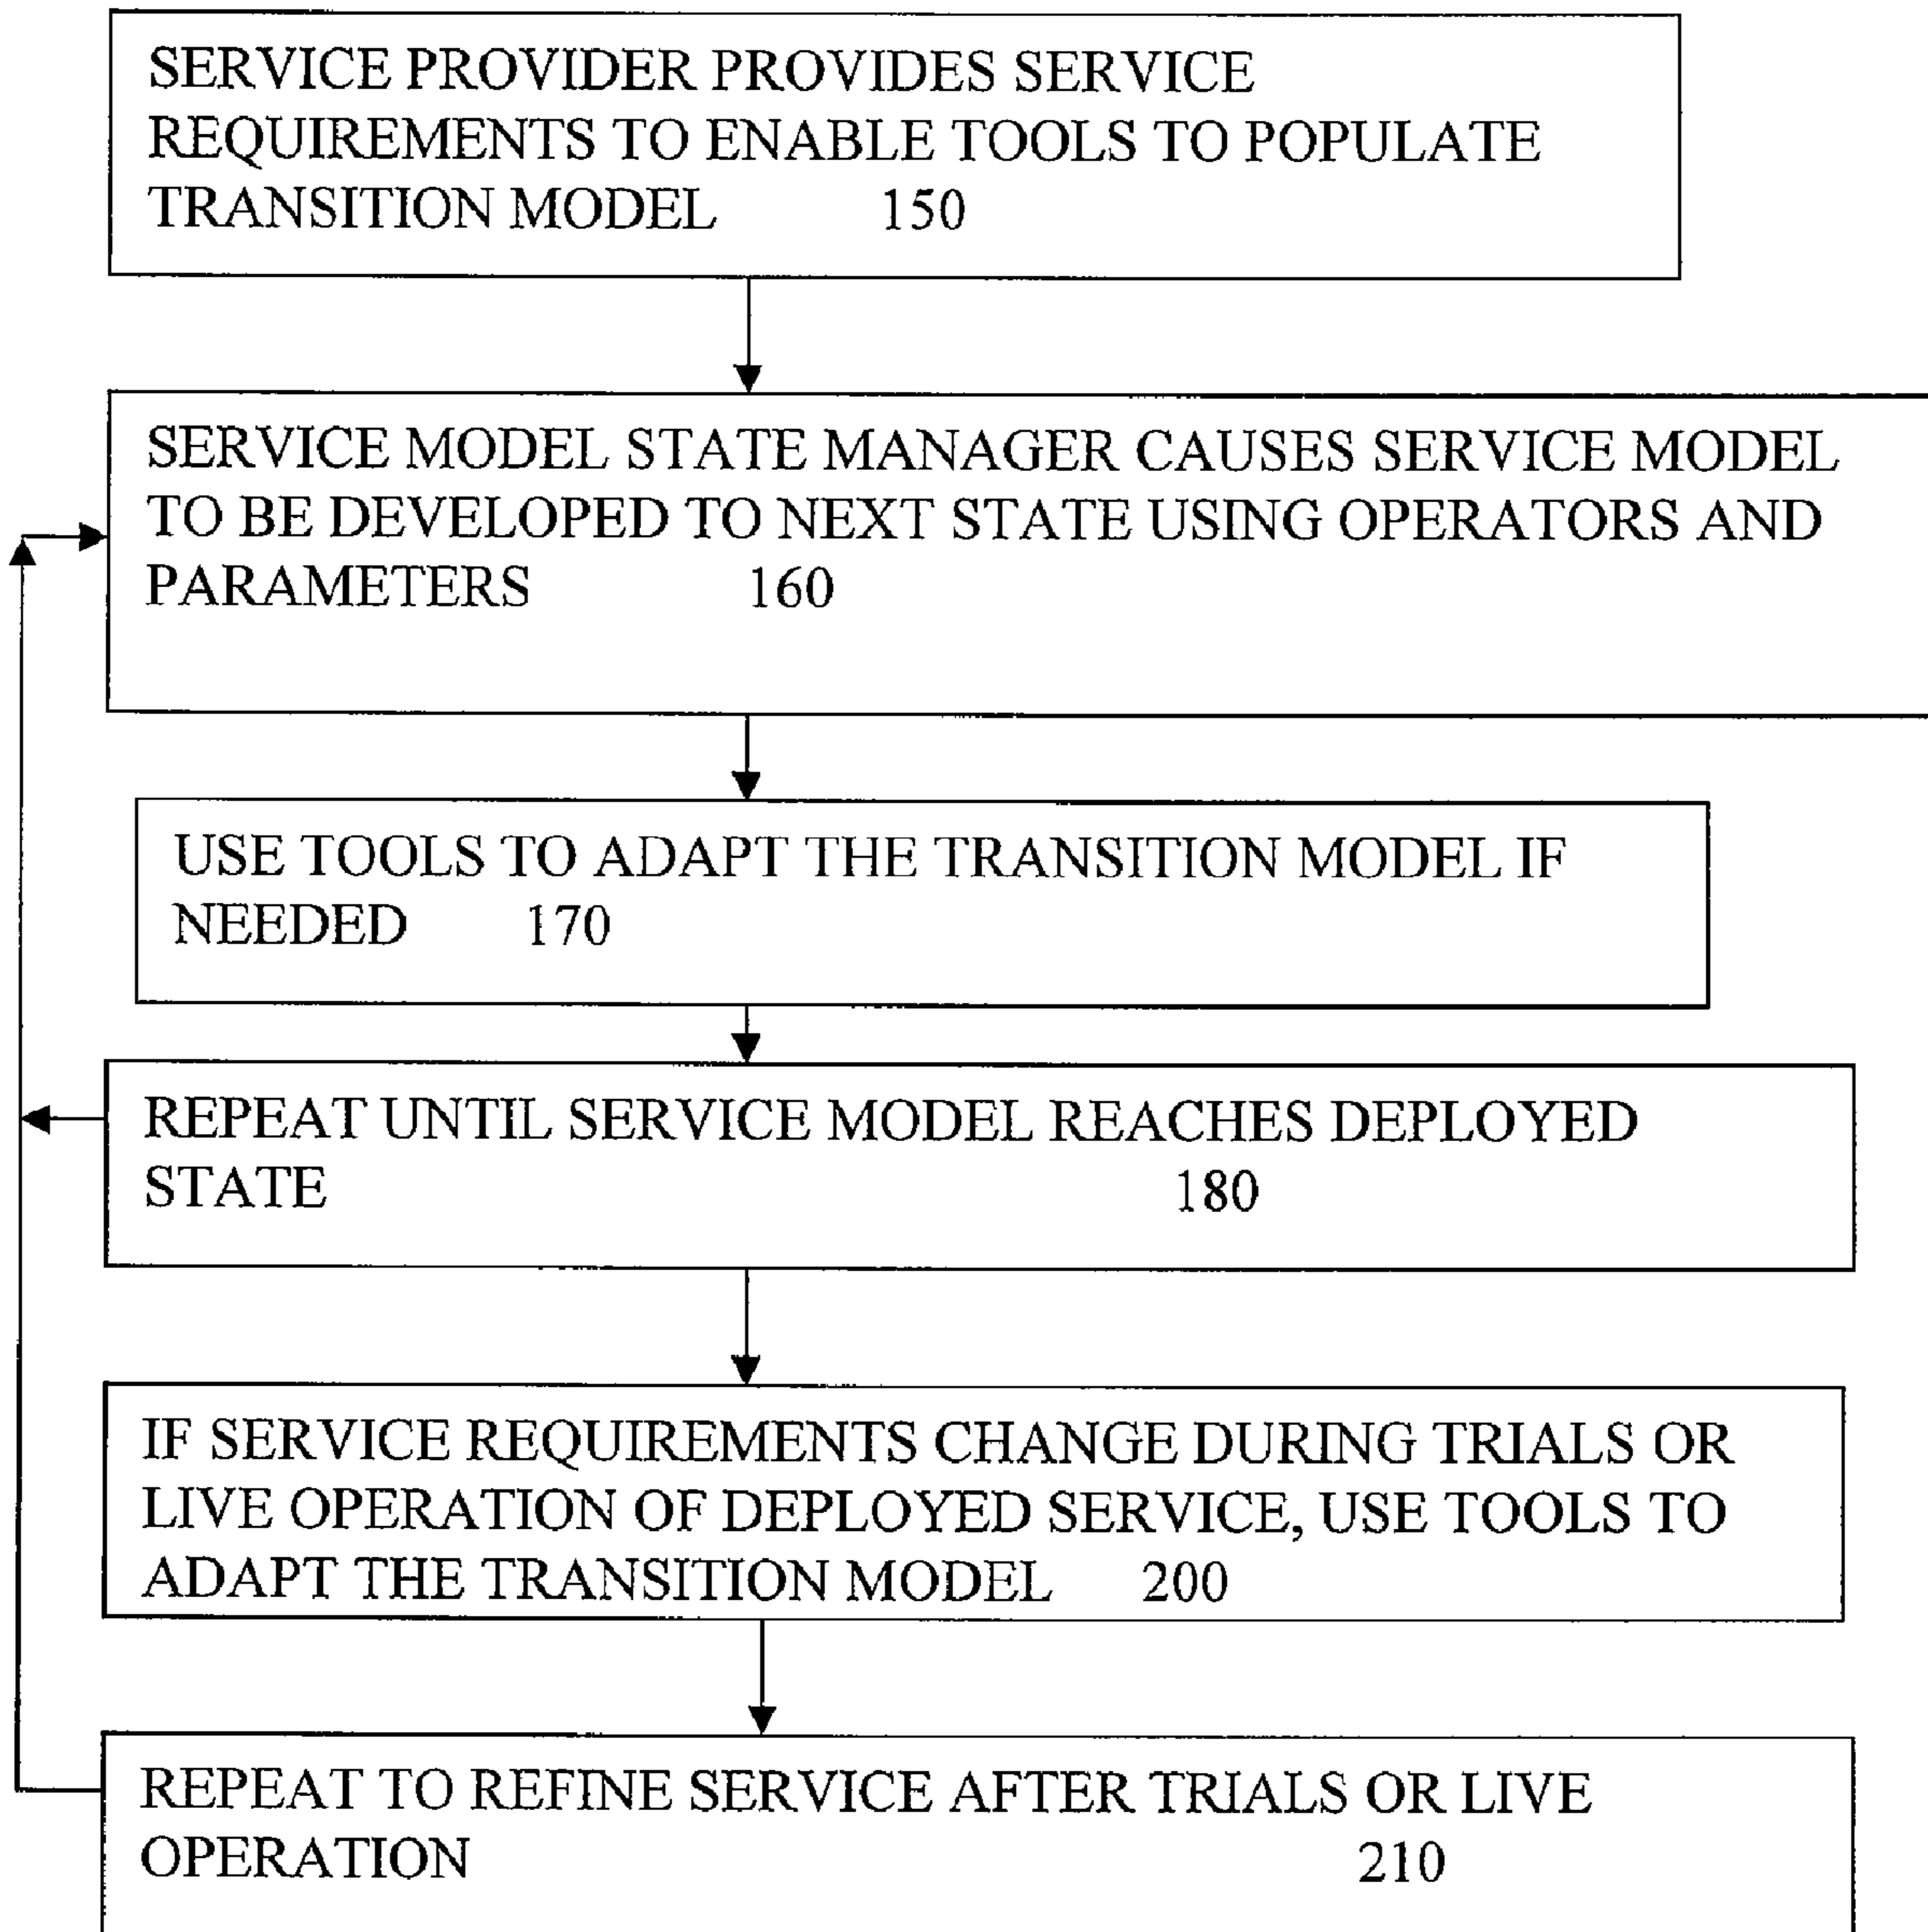 SERVICE PROVIDER PROVIDES SERVICE
REQUIREMENTS TO ENABLE TOOLS TO POPULATE
TRANSITION MODEL 150
SERVICE MODEL STATE MANAGER CAUSES SERVICE MODEL
TO BE DEVELOPED TO NEXT STATE USING OPERATORS AND
PARAMETERS 160
USE TOOLS TO ADAPT THE TRANSITION MODEL IF
NEEDED 170
REPEAT UNTIL SERVICE MODEL REACHES DEPLOYED
STATE 180
IF SERVICE REQUIREMENTS CHANGE DURING TRIALS OR
LIVE OPERATION OF DEPLOYED SERVICE, USE TOOLS TO
ADAPT THE TRANSITION MODEL 200
REPEAT TO REFINE SERVICE AFTER TRIALS OR LIVE
OPERATION 210